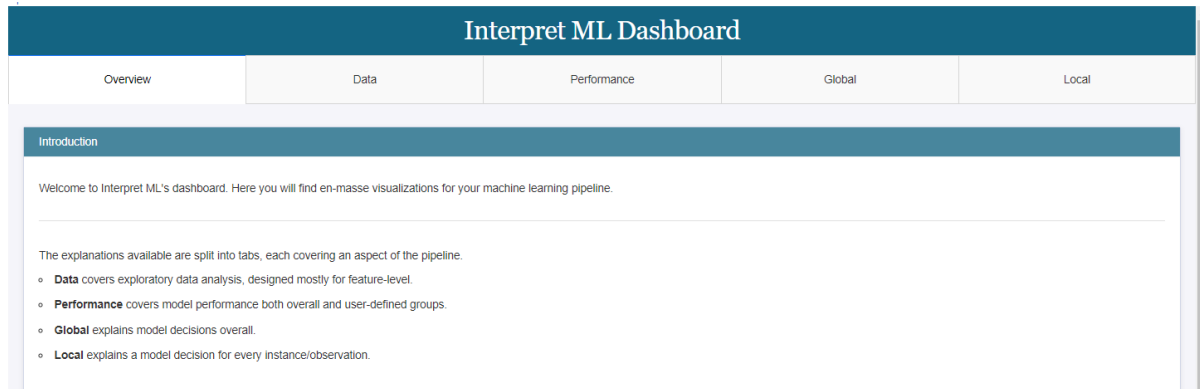 Interpret ML Dashboard
Overview
Data
Performance
Global
Local
Introduction
Welcome to Interpret ML's dashboard. Here you will find en-masse visualizations for your machine learning pipeline.
The explanations available are split into tabs, each covering an aspect of the pipeline.
Data covers exploratory data analysis, designed mostly for feature-level.
Performance covers model performance both overall and user-defined groups.
Global explains model decisions overall.
Local explains a model decision for every instance/observation.